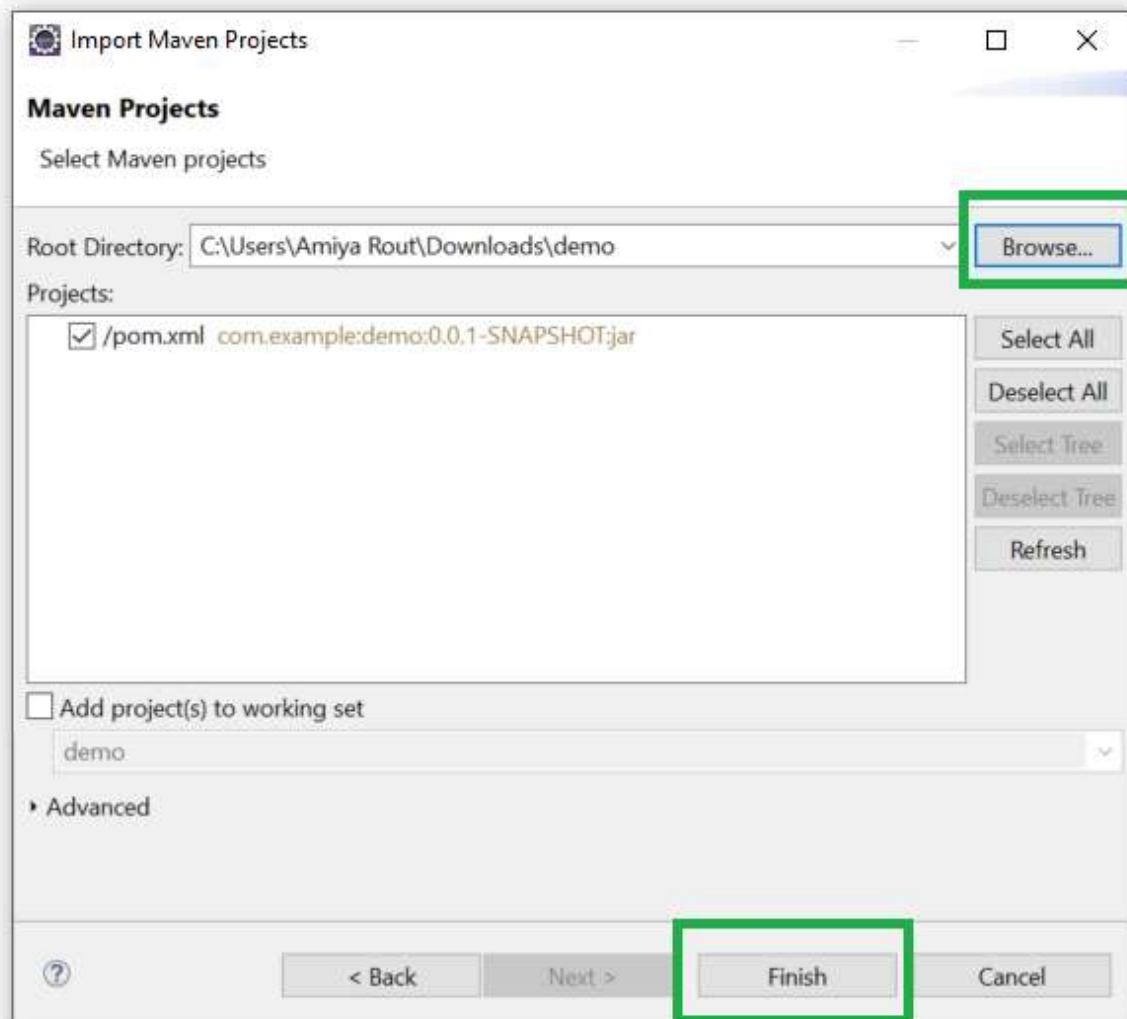 Import Maven Projects
Maven Projects
Select Maven projects
Root Directory: C:\Users\Amiya Rout\Downloads\demo Browse...
Projects:
/pom.xml com.example:demo:0.0.1-SNAPSHOT:jar
Select All
Deselect All
Select Tree
Deselect Tree
Refresh
Add project(s) to working set
demo
Advanced
? < Back Next > Finish Cancel